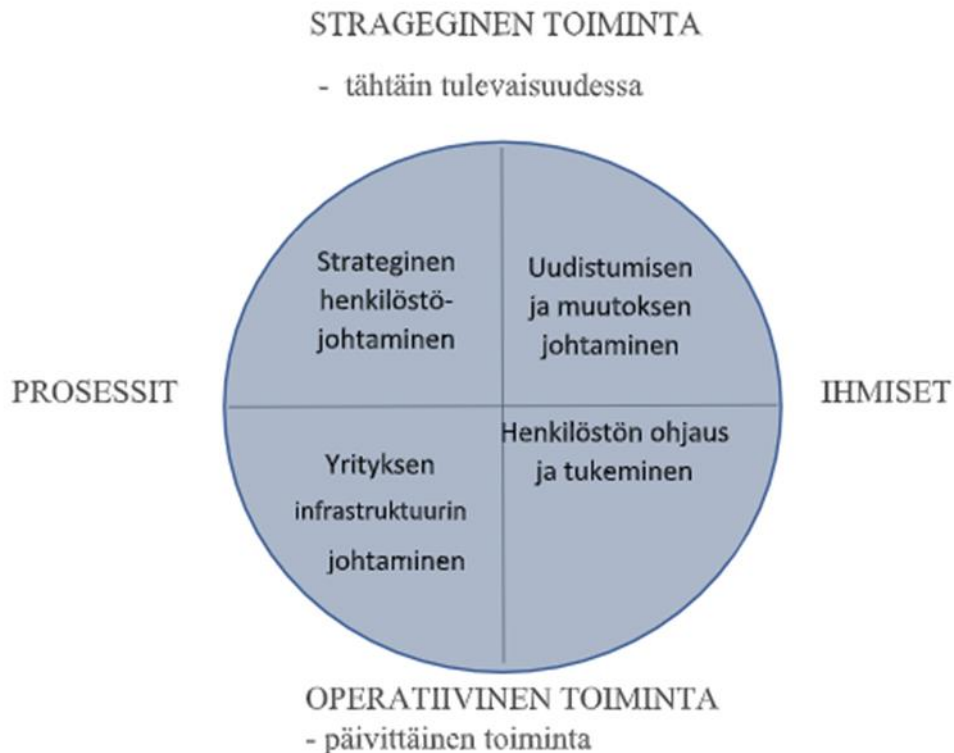 STRAGEGINEN TOIMINTA
- tähtäin tulevaisuudessa
Strateginen
henkilöstö-
johtaminen
Uudistumisen
ja muutoksen
johtaminen
PROSESSIT
IHMISET
Yrityksen
infrastruktuurin
johtaminen
Henkilöstön ohjaus
ja tukeminen
OPERATIIVINEN TOIMINTA
- päivittäinen toiminta